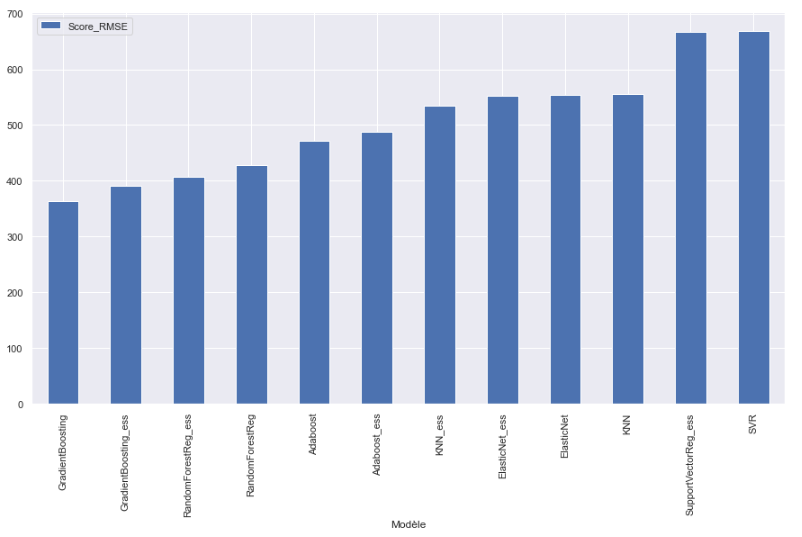 Score_RMSE
700
600
500
400
300
200
100
0
GradientBoosting
GradientBoosting_ess
RandomForestReg_ess
RandomForestReg
Adaboost
Adaboost_ess
KNN_ess
ElasticNet_ess
ElasticNet
KNN
SupportVectorReg_ess
SVR
Modèle